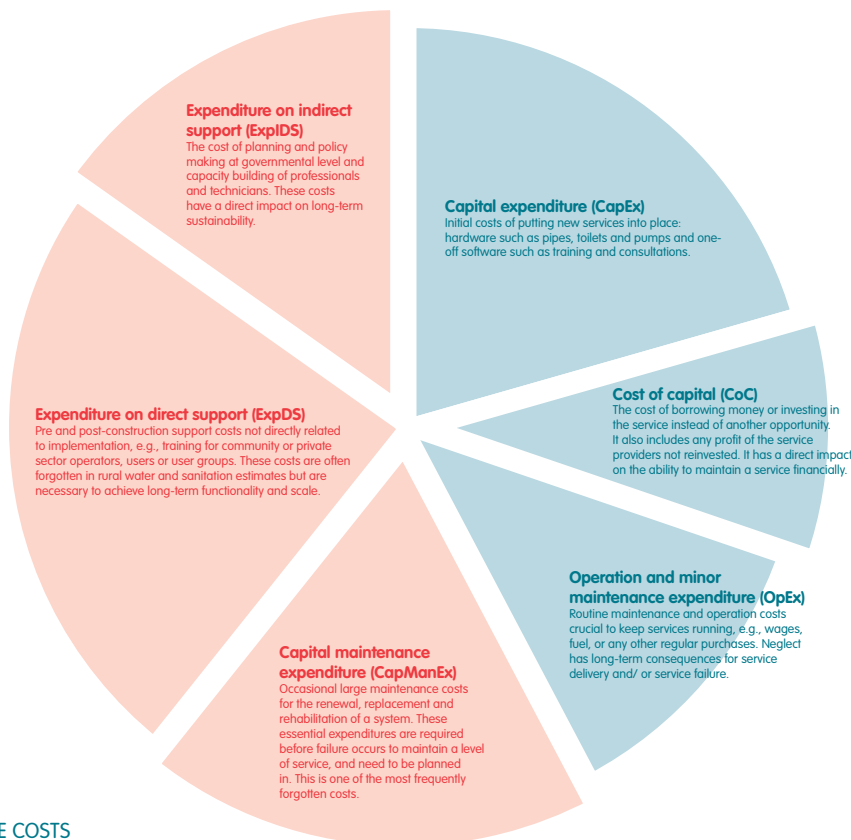 Expenditure on indirect
support (ExpIDS)
The cost of planning and policy
making at governmental level and
capacity building of professionals
and technicians. These costs
have a direct impact on long-term
sustainability.
Capital expenditure (CapEx)
Initial costs of putting new services into place:
hardware such as pipes, toilets and pumps and one-
off software such as training and consultations.
Cost of capital (CoC)
The cost of borrowing money or investing in
the service instead of another opportunity.
It also includes any profit of the service
providers not reinvested. It has a direct impact
on the ability to maintain a service financially.
Expenditure on direct support (ExpDS)
Pre and post-construction support costs not directly related
to implementation, e.g., training for community or private
sector operators, users or user groups. These costs are often
forgotten in rural water and sanitation estimates but are
necessary to achieve long-term functionality and scale.
Operation and minor
maintenance expenditure (OpEx)
Routine maintenance and operation costs
crucial to keep services running, e.g., wages,
fuel, or any other regular purchases. Neglect
has long-term consequences for service
delivery and/ or service failure.
Capital maintenance
expenditure (CapManEx)
Occasional large maintenance costs
for the renewal, replacement and
rehabilitation of a system. These
essential expenditures are required
before failure occurs to maintain a level
of service, and need to be planned
in. This is one of the most frequently
forgotten costs.
E COSTS